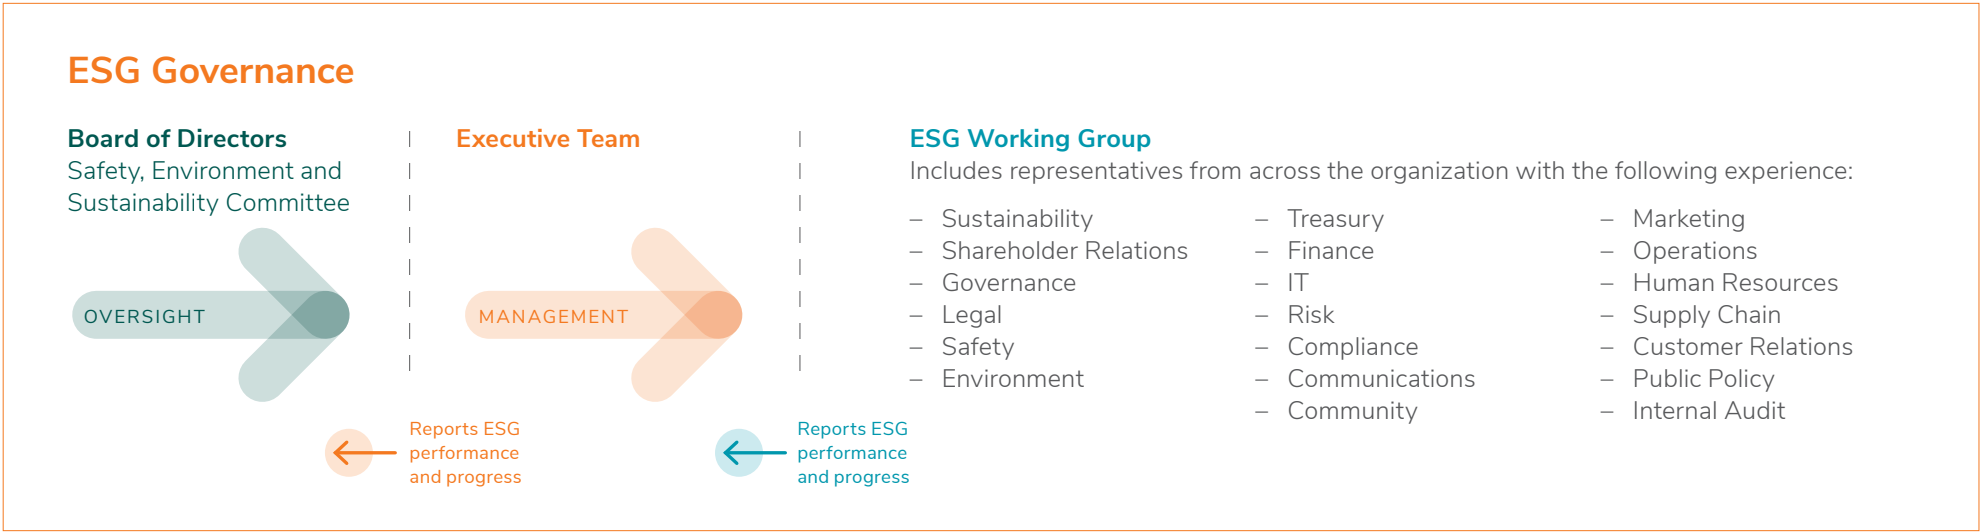 ESG Governance
Board of Directors
Safety, Environment and
Sustainability Committee
OVERSIGHT
Executive Team
MANAGEMENT
Reports ESG
performance
and progress
ESG Working Group
Includes representatives from across the organization with the following experience:
– Sustainability
– Shareholder Relations
– Governance
– Legal
– Safety
– Environment
– Treasury
– Finance
– IT
– Risk
– Compliance
– Communications
– Community
– Marketing
– Operations
– Human Resources
– Supply Chain
– Customer Relations
– Public Policy
– Internal Audit
Reports ESG
performance
and progress